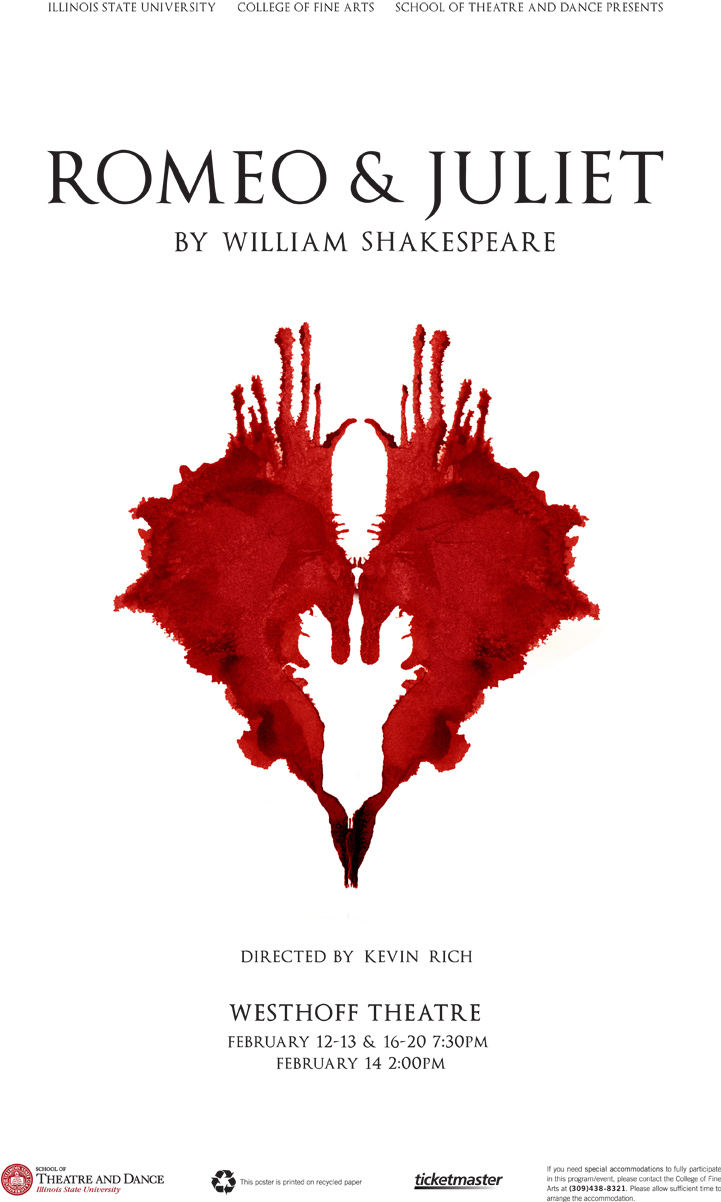 ILLINOIS STATE UNIVERSITY COLLEGE OF FINE ARTS SCHOOL OF THEATRE AND DANCE PRESENTS
ROMEO & JULIET
BY WILLIAM SHAKESPEARE
DIRECTED BY KEVIN RICH
WESTHOFF THEATRE
FEBRUARY 12-13 & 16-20 7:30PM
FEBRUARY 14 2:00PM
SCHOOL OF
THEATRE AND DANCE
Illinois State University
This poster is printed on recycled paper
ticketmaster
If you need special accommodations to fully participate
in this program/event, please contact the College of Fine
Arts at (309)438-8321. Please allow sufficient time to
arrange the accommodation.